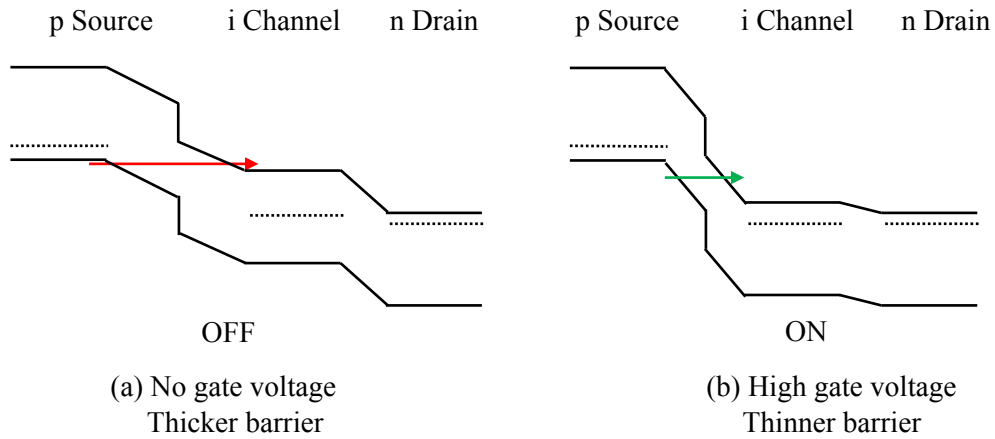 p Source i Channel n Drain
p Source i Channel n Drain
OFF
ON
(a) No gate voltage
Thicker barrier
(b) High gate voltage
Thinner barrier